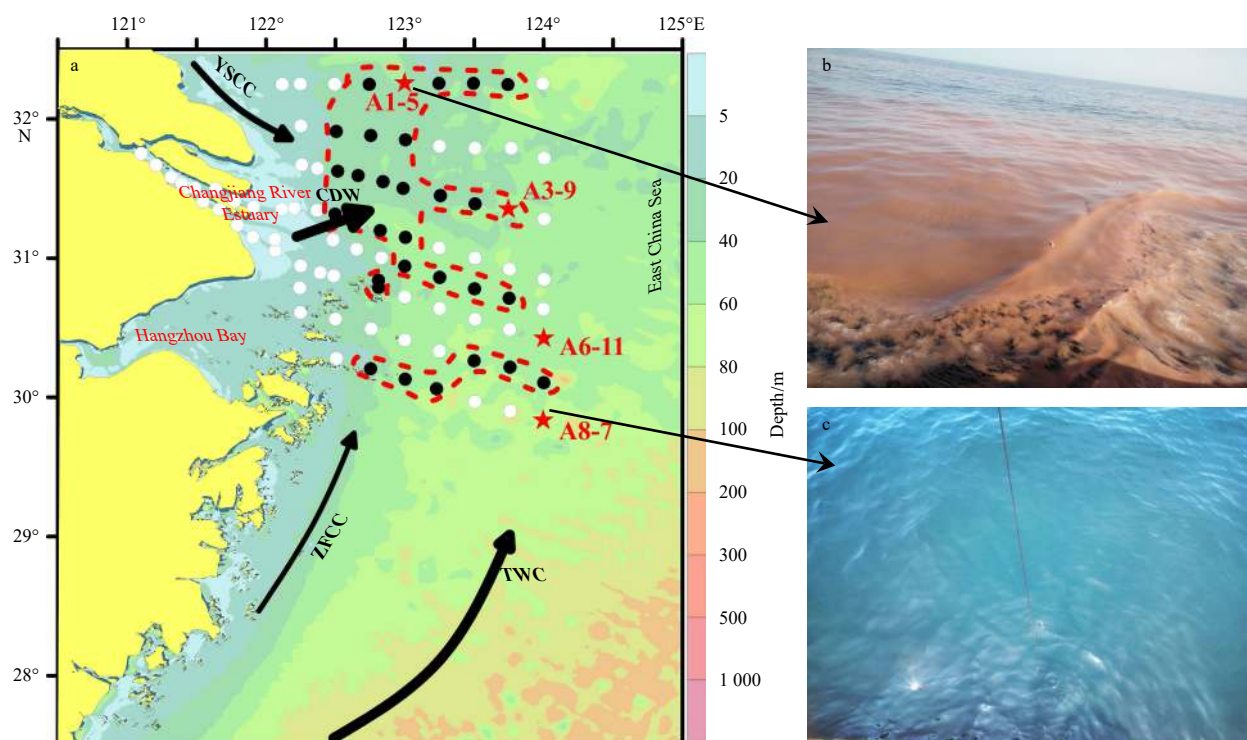 121° 122° 123° 124° 125°E
a
b
YSCC
A1-5
32°
N
5
20
A3-9
Changjiang River
Estuary
CDW
31°
40
East China Sea
60
Hangzhou Bay
A6-11
80
30°
A8-7
100
Depth/m
c
200
29°
ZFCC
TWC
300
500
28°
1 000